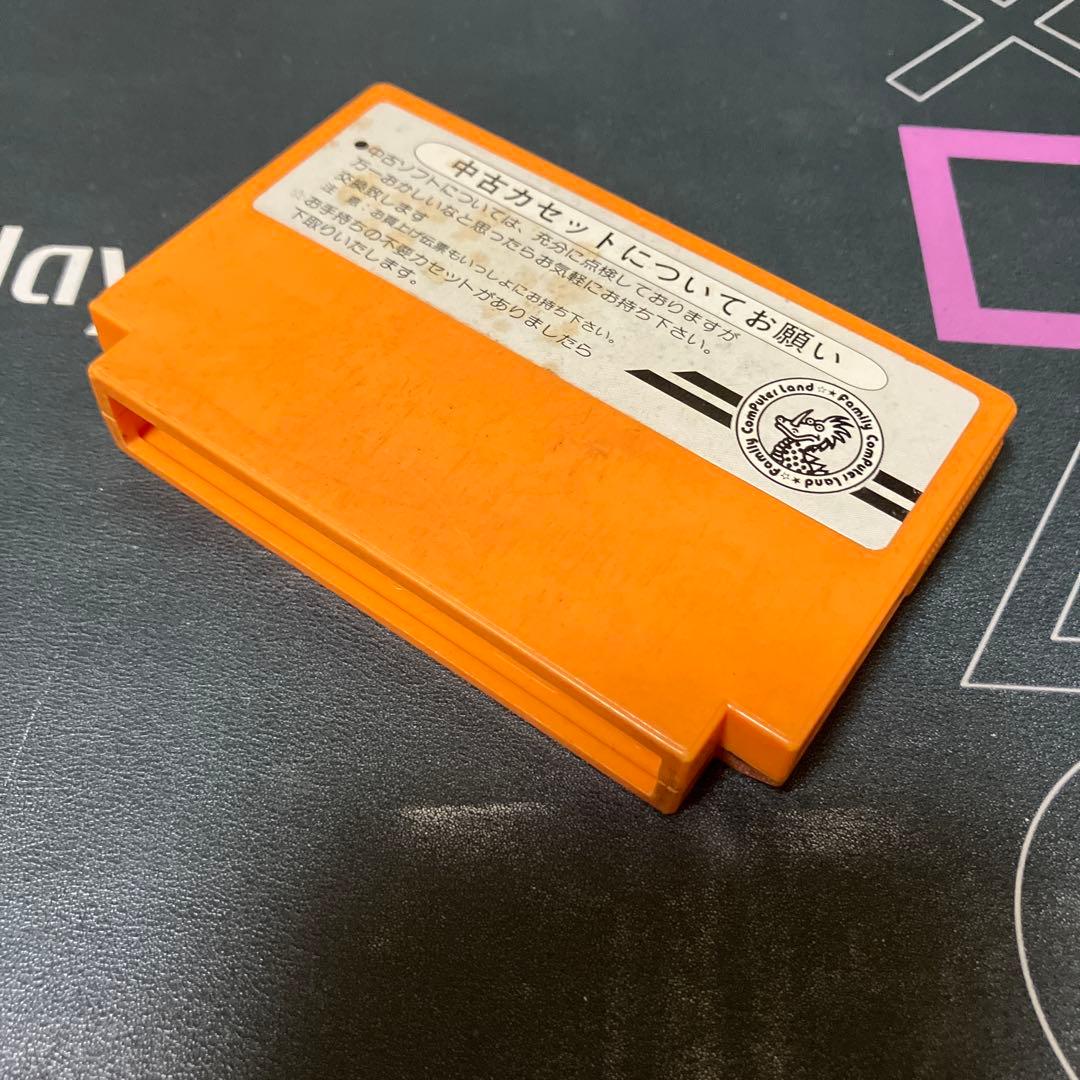 中古カセットについてお願い
●中古ソフトについては、充分に点検しておりますが
万一おかしいなと思ったらお気軽にお持ち下さい。
交換致します
注 意:お買上げ伝票もいっしょにお持ち下さい。
☆お手持ちの不要カセットがありましたら
下取りいたします。
Family Computer Land ☆★ Family Computer Land ★☆
lay